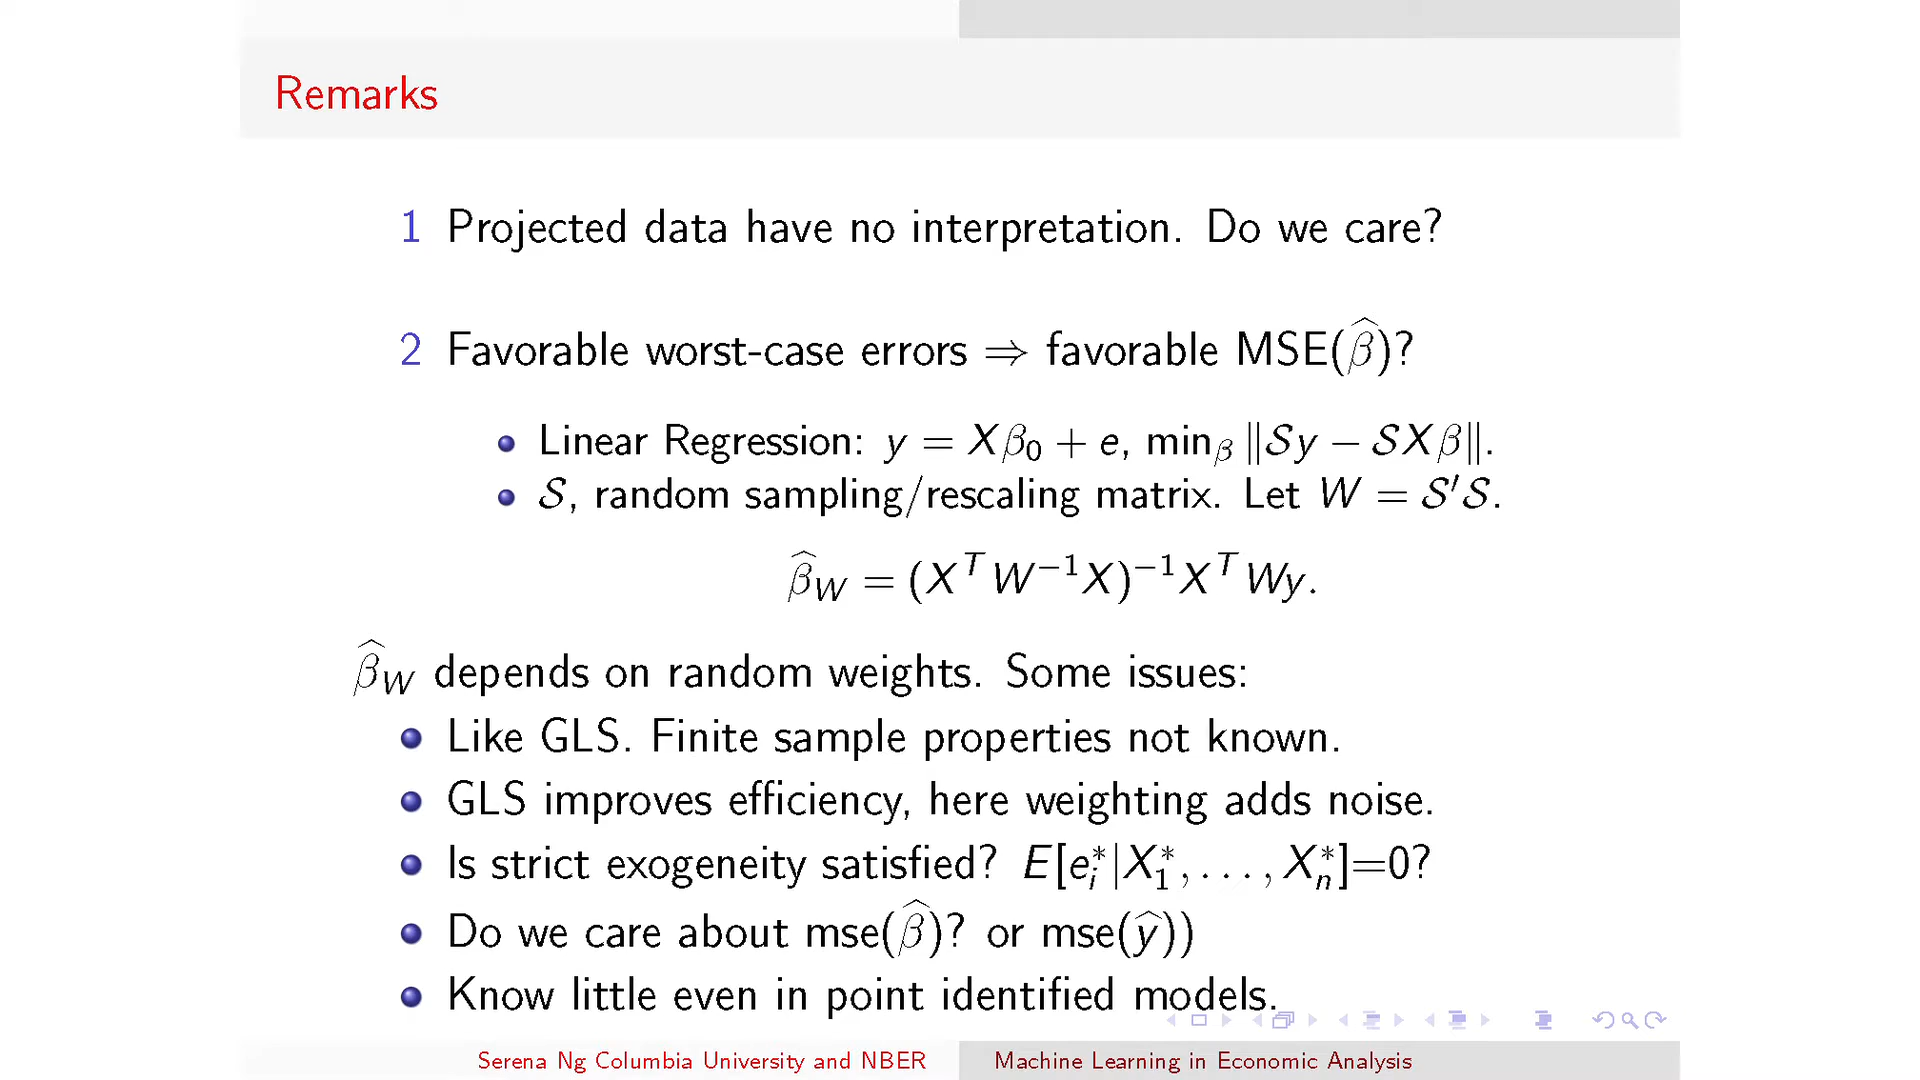 Remarks
1 Projected data have no interpretation. Do we care?
2 Favorable worst-case errors ⇒ favorable MSE(β̂)?
• Linear Regression: y = Xβ₀ + e, min_β ‖𝒮y − 𝒮Xβ‖.
• 𝒮, random sampling/rescaling matrix. Let W = 𝒮′𝒮.
β̂_W = (X^T W^{−1}X)^{−1}X^T Wy.
β̂_W depends on random weights. Some issues:
• Like GLS. Finite sample properties not known.
• GLS improves efficiency, here weighting adds noise.
• Is strict exogeneity satisfied? E[e_i^*|X_1^*, . . . , X_n^*]=0?
• Do we care about mse(β̂)? or mse(ŷ))
• Know little even in point identified models.
Serena Ng Columbia University and NBER
Machine Learning in Economic Analysis